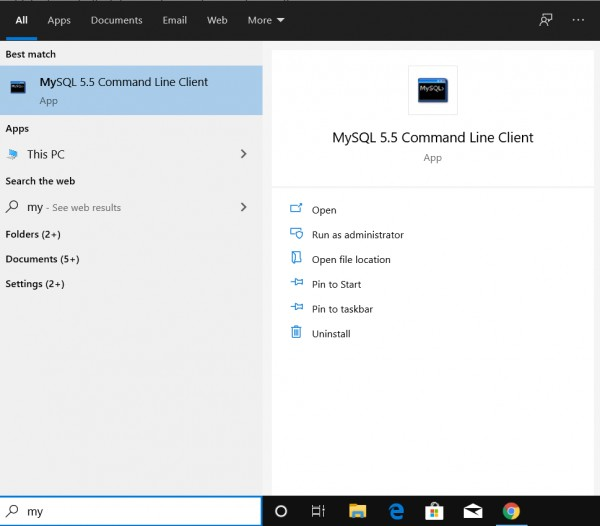 All Apps Documents Email Web More
Best match
MySQL 5.5 Command Line Client
App
Apps
This PC
Search the web
my - See web results
Folders (2+)
Documents (5+)
Settings (2+)
MySQL 5.5 Command Line Client
App
Open
Run as administrator
Open file location
Pin to Start
Pin to taskbar
Uninstall
my